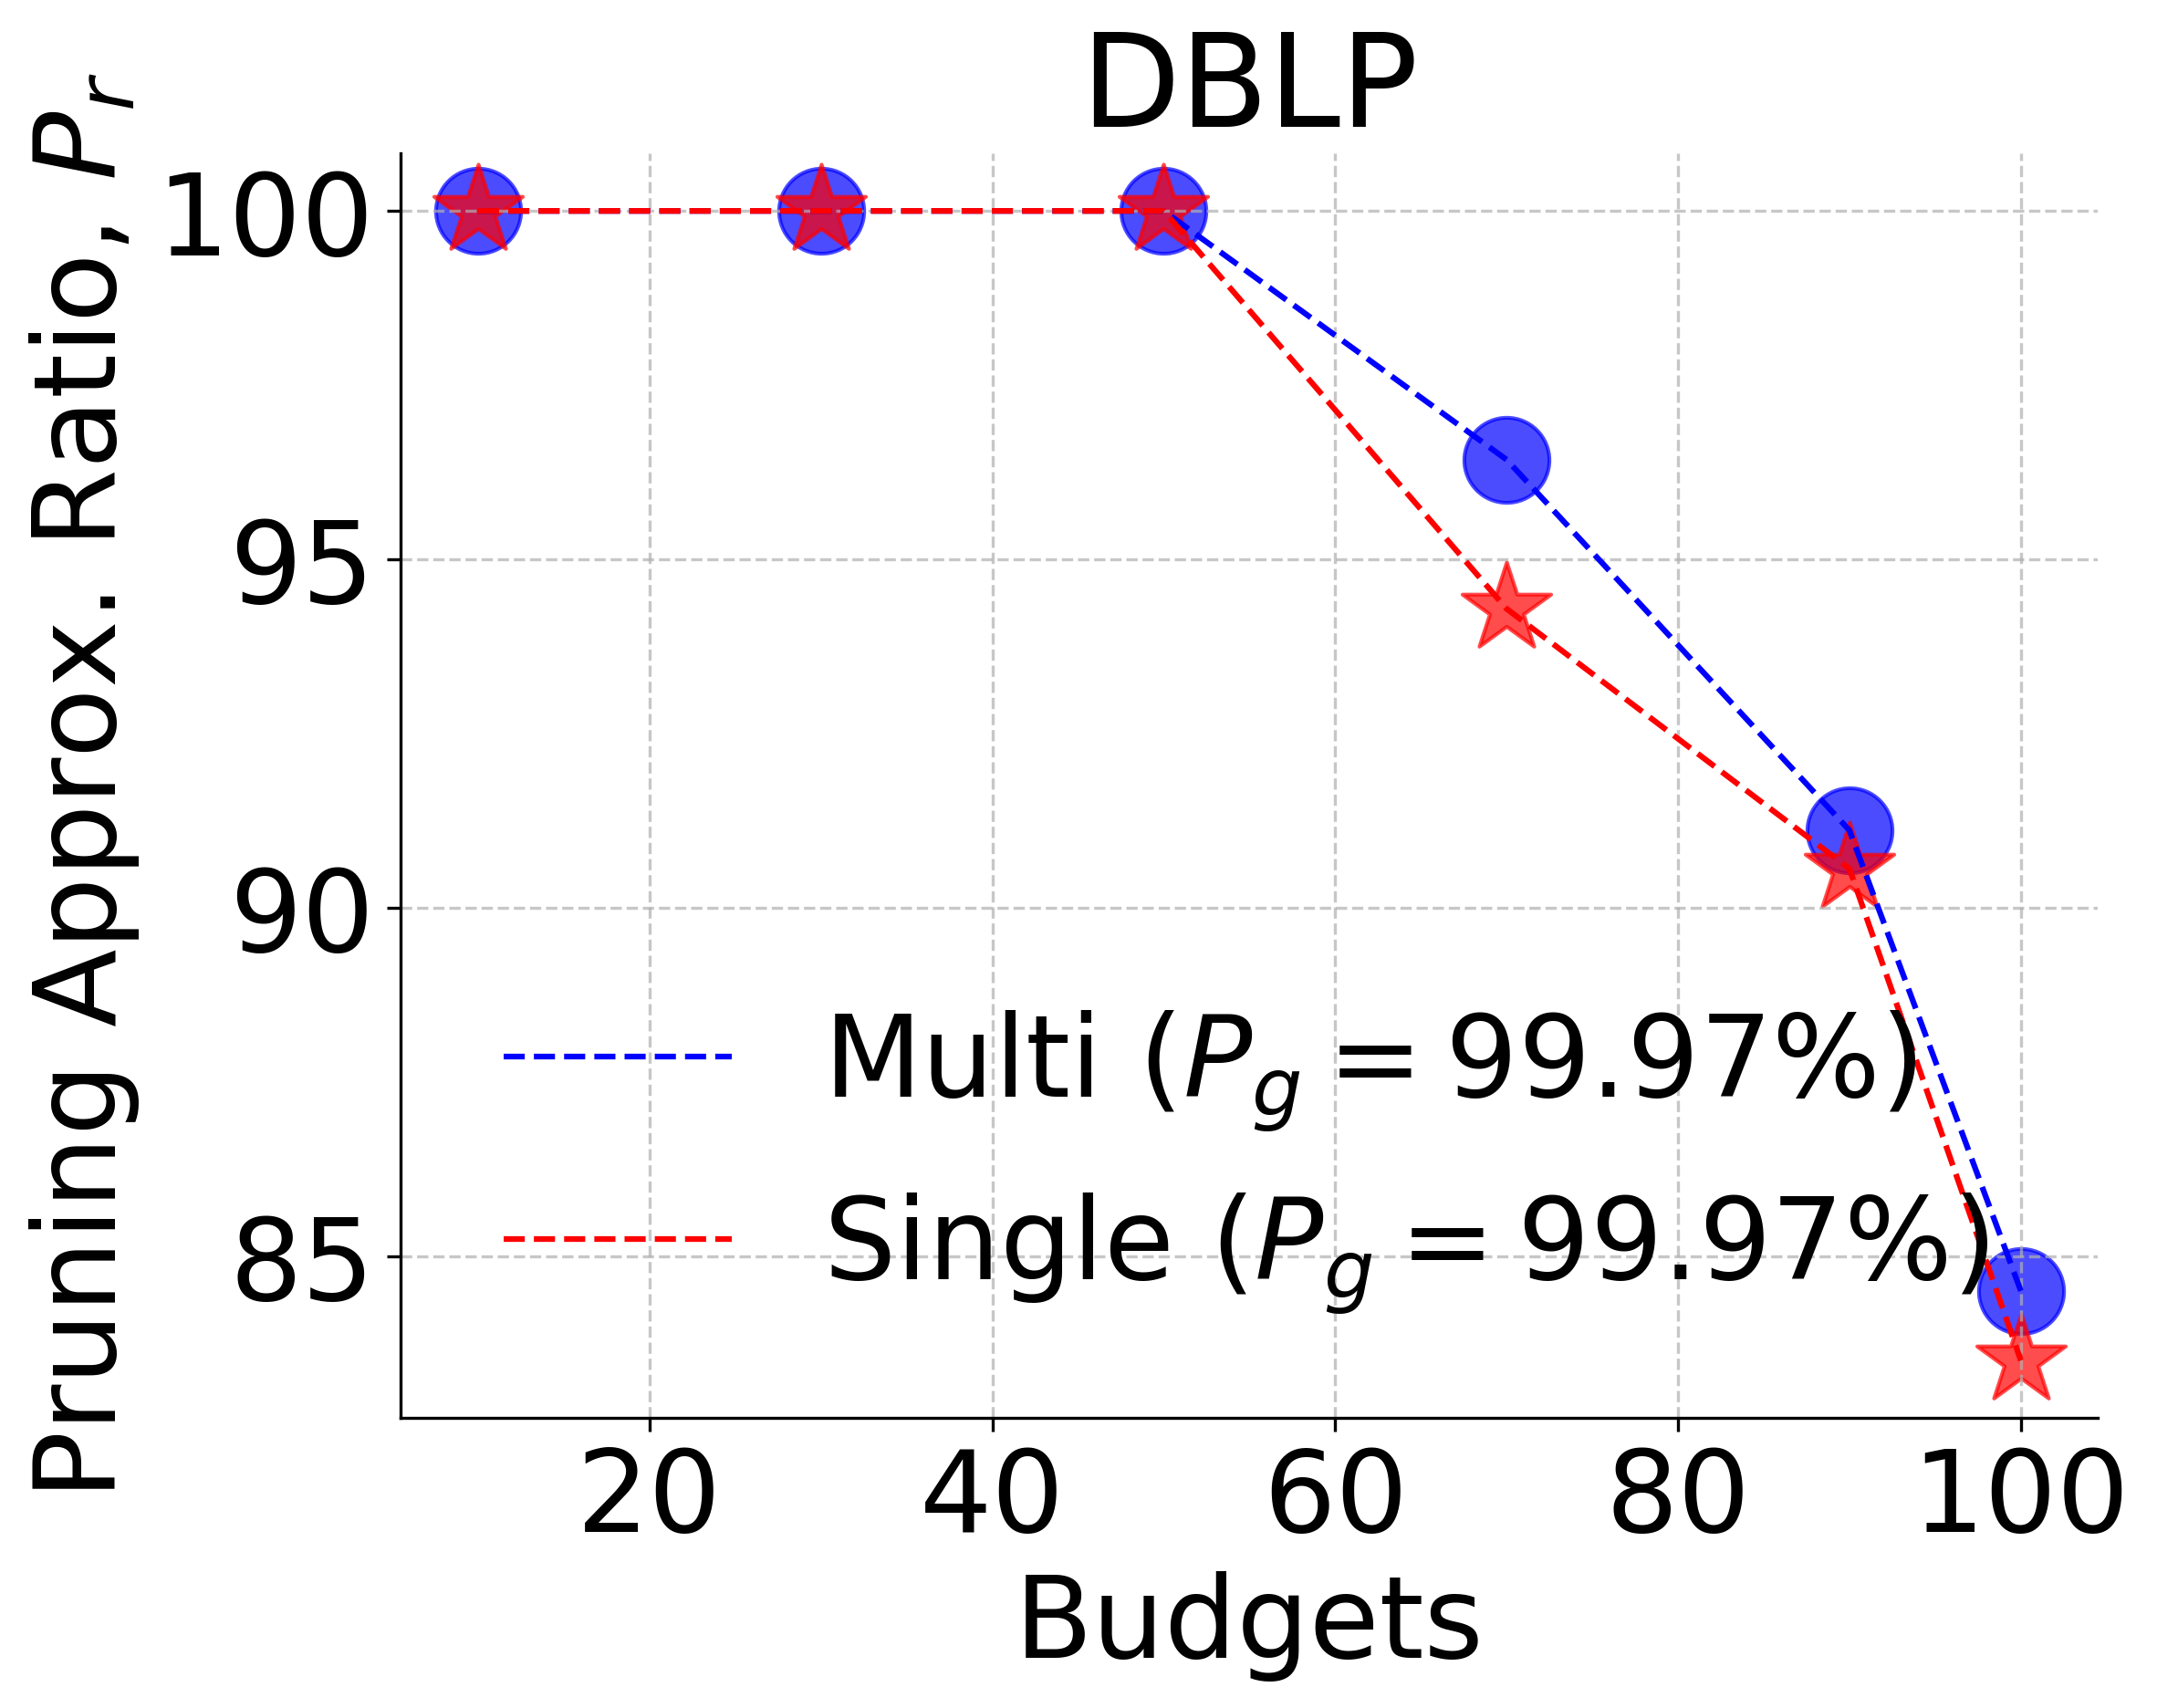 DBLP
Pruning Approx. Ratio, P_r
100
95
90
85
Multi (P_g = 99.97%)
Single (P_g = 99.97%)
20 40 60 80 100
Budgets